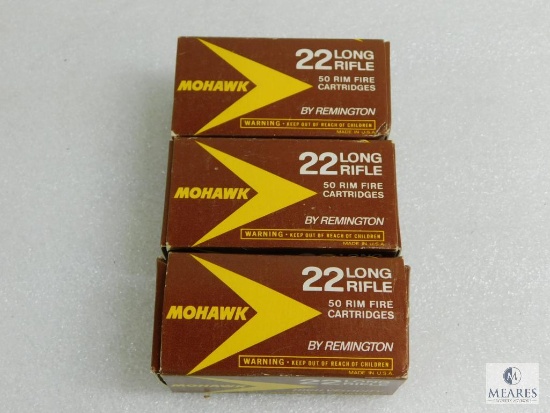 22 LONG RIFLE
50 RIM FIRE
CARTRIDGES
MOHAWK
BY REMINGTON
WARNING - KEEP OUT OF REACH OF CHILDREN
MADE IN U.S.A.
22 LONG RIFLE
50 RIM FIRE
CARTRIDGES
MOHAWK
BY REMINGTON
WARNING - KEEP OUT OF REACH OF CHILDREN
MADE IN U.S.A.
22 LONG RIFLE
50 RIM FIRE
CARTRIDGES
MOHAWK
BY REMINGTON
WARNING - KEEP OUT OF REACH OF CHILDREN
MADE IN U.S.A.
22 LONG
M
MEARES